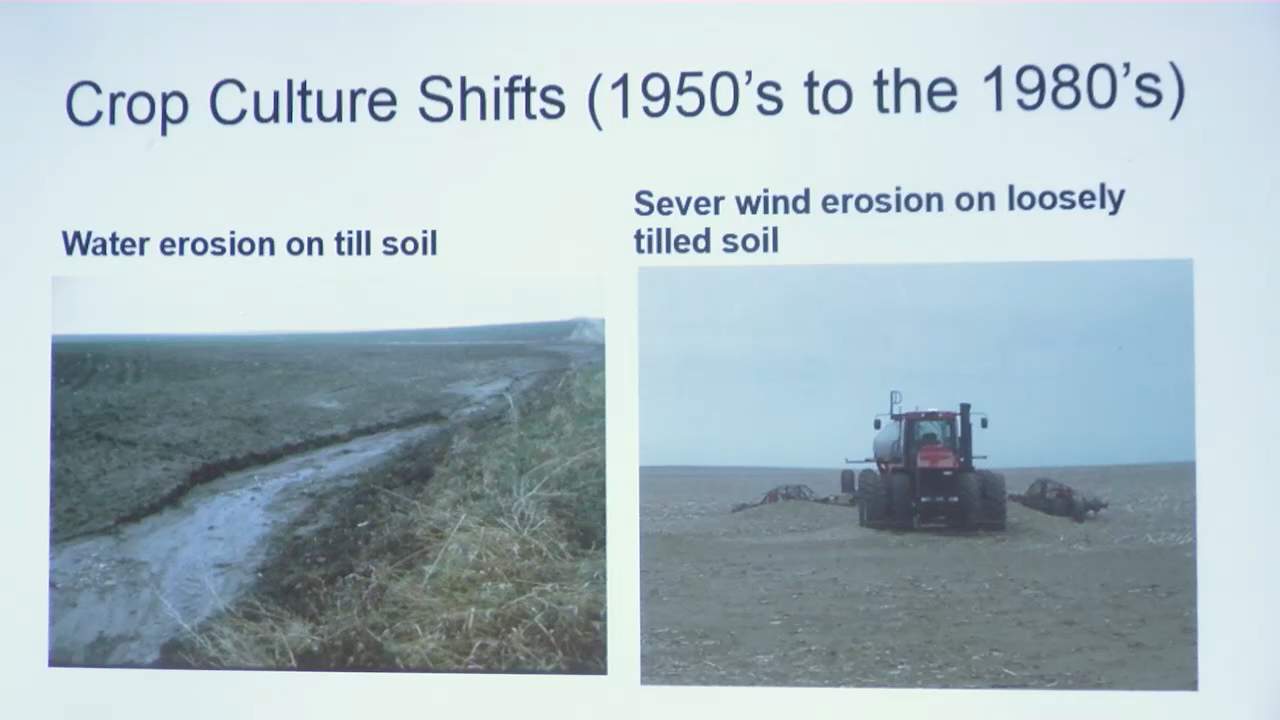 Crop Culture Shifts (1950's to the 1980's)
Water erosion on till soil
Sever wind erosion on loosely
tilled soil